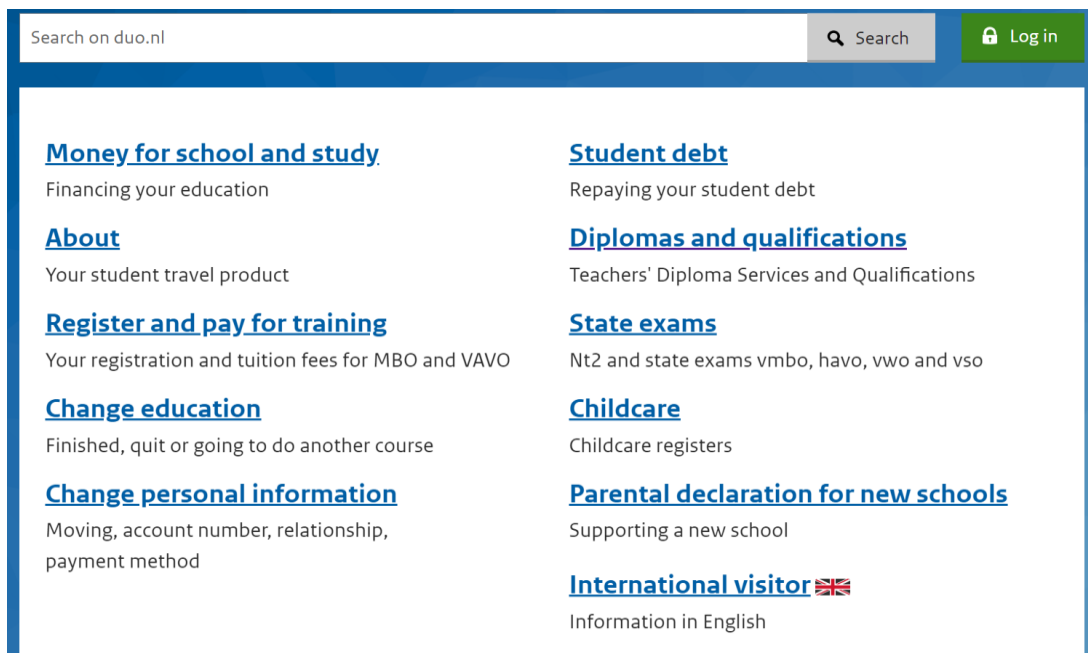 Search on duo.nl
Search
Log in
Money for school and study
Financing your education
About
Your student travel product
Register and pay for training
Your registration and tuition fees for MBO and VAVO
Change education
Finished, quit or going to do another course
Change personal information
Moving, account number, relationship,
payment method
Student debt
Repaying your student debt
Diplomas and qualifications
Teachers' Diploma Services and Qualifications
State exams
Nt2 and state exams vmbo, havo, vwo and vso
Childcare
Childcare registers
Parental declaration for new schools
Supporting a new school
International visitor
Information in English